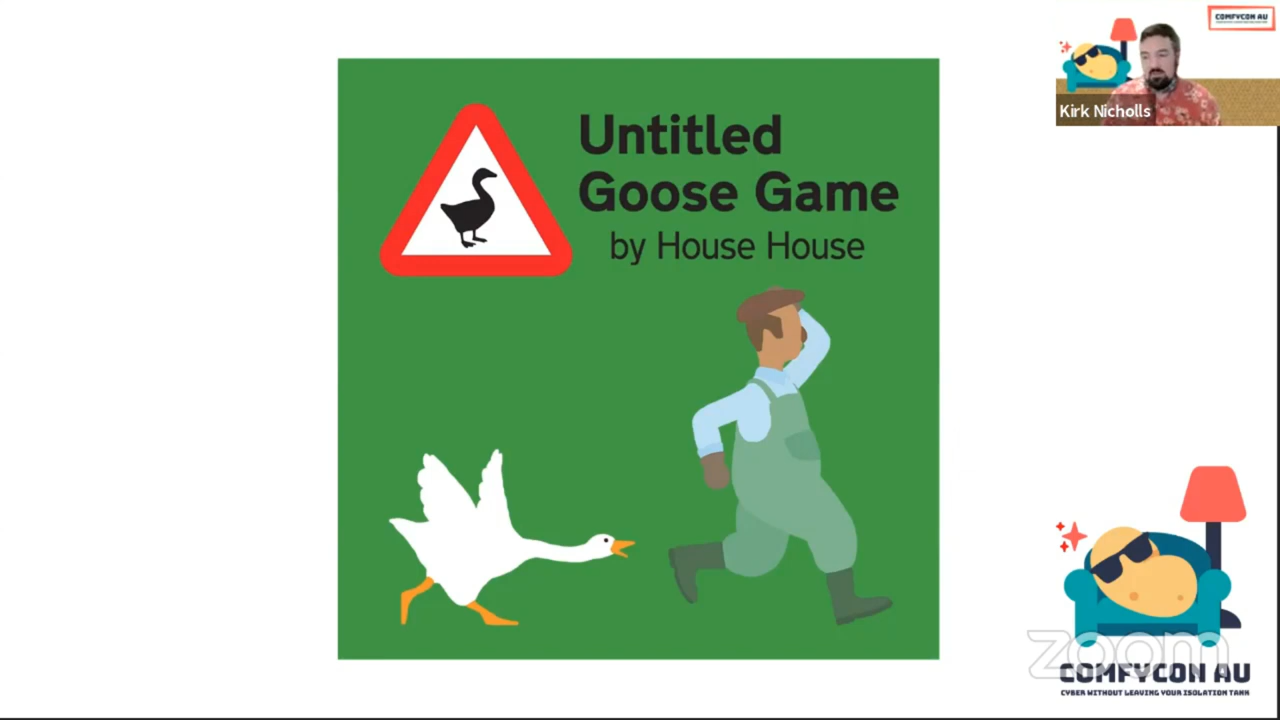 Untitled
Goose Game
by House House
COMFYCON AU
Kirk Nicholls
zoom
COMFYCON AU
CYBER WITHOUT LEAVING YOUR ISOLATION TANK